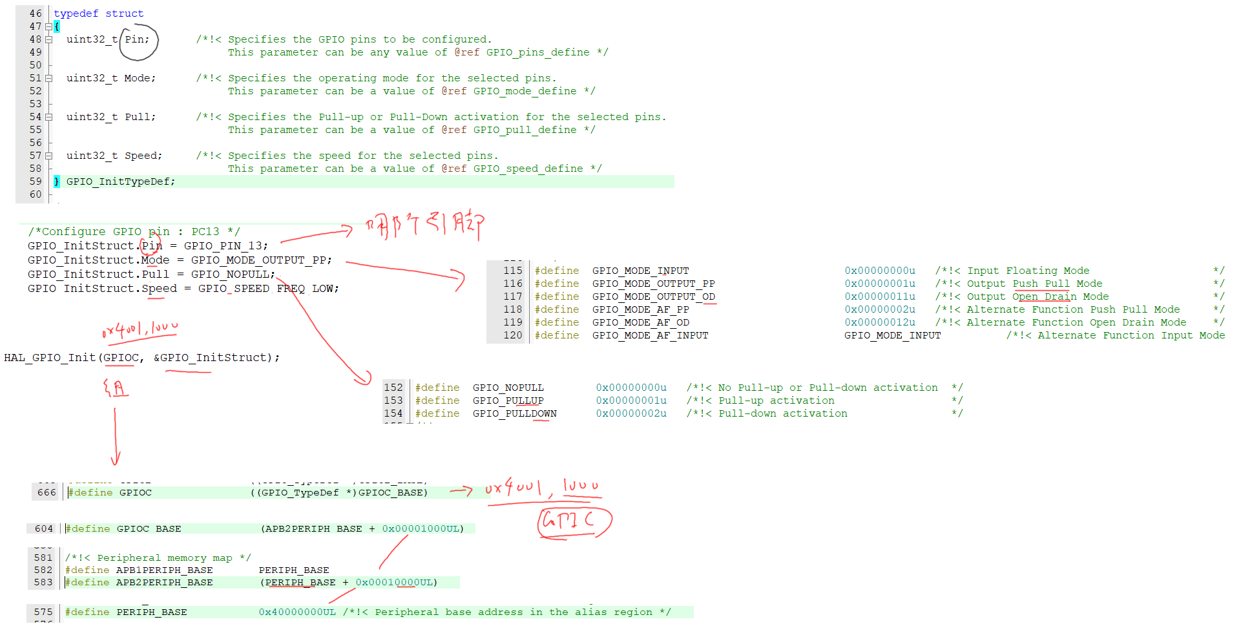 46 typedef struct
47 {
48 uint32_t Pin; /*!< Specifies the GPIO pins to be configured.
49 This parameter can be any value of @ref GPIO_pins_define */
50
51 uint32_t Mode; /*!< Specifies the operating mode for the selected pins.
52 This parameter can be a value of @ref GPIO_mode_define */
53
54 uint32_t Pull; /*!< Specifies the Pull-up or Pull-Down activation for the selected pins.
55 This parameter can be a value of @ref GPIO_pull_define */
56
57 uint32_t Speed; /*!< Specifies the speed for the selected pins.
58 This parameter can be a value of @ref GPIO_speed_define */
59 } GPIO_InitTypeDef;
60
/*Configure GPIO pin : PC13 */
GPIO_InitStruct.Pin = GPIO_PIN_13;
GPIO_InitStruct.Mode = GPIO_MODE_OUTPUT_PP;
GPIO_InitStruct.Pull = GPIO_NOPULL;
GPIO_InitStruct.Speed = GPIO_SPEED_FREQ_LOW;
哪个引脚
115 #define GPIO_MODE_INPUT 0x00000000u /*!< Input Floating Mode */
116 #define GPIO_MODE_OUTPUT_PP 0x00000001u /*!< Output Push Pull Mode */
117 #define GPIO_MODE_OUTPUT_OD 0x00000011u /*!< Output Open Drain Mode */
118 #define GPIO_MODE_AF_PP 0x00000002u /*!< Alternate Function Push Pull Mode */
119 #define GPIO_MODE_AF_OD 0x00000012u /*!< Alternate Function Open Drain Mode */
120 #define GPIO_MODE_AF_INPUT GPIO_MODE_INPUT /*!< Alternate Function Input Mode
0x4001,1000
HAL_GPIO_Init(GPIOC, &GPIO_InitStruct);
组
152 #define GPIO_NOPULL 0x00000000u /*!< No Pull-up or Pull-down activation */
153 #define GPIO_PULLUP 0x00000001u /*!< Pull-up activation */
154 #define GPIO_PULLDOWN 0x00000002u /*!< Pull-down activation */
666 #define GPIOC ((GPIO_TypeDef *)GPIOC_BASE)
0x4001,1000
604 #define GPIOC_BASE (APB2PERIPH_BASE + 0x00001000UL)
581 /*!< Peripheral memory map */
582 #define APB1PERIPH_BASE PERIPH_BASE
583 #define APB2PERIPH_BASE (PERIPH_BASE + 0x00010000UL)
575 #define PERIPH_BASE 0x40000000UL /*!< Peripheral base address in the alias region */